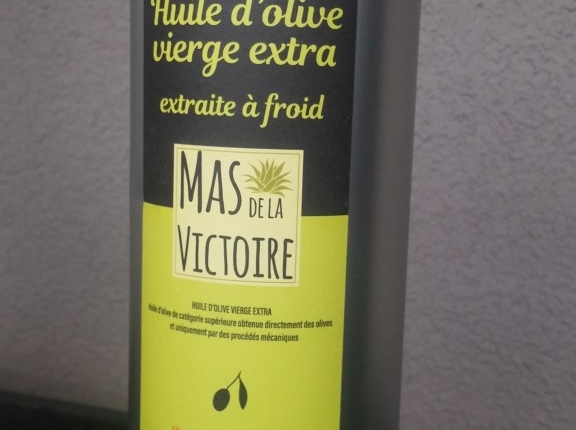 Huile d'olive
vierge extra
extraite à froid
MAS
DE LA
VICTOIRE
HUILE D'OLIVE VIERGE EXTRA
Huile d'olive de catégorie supérieure obtenue directement des olives
et uniquement par des procédés mécaniques